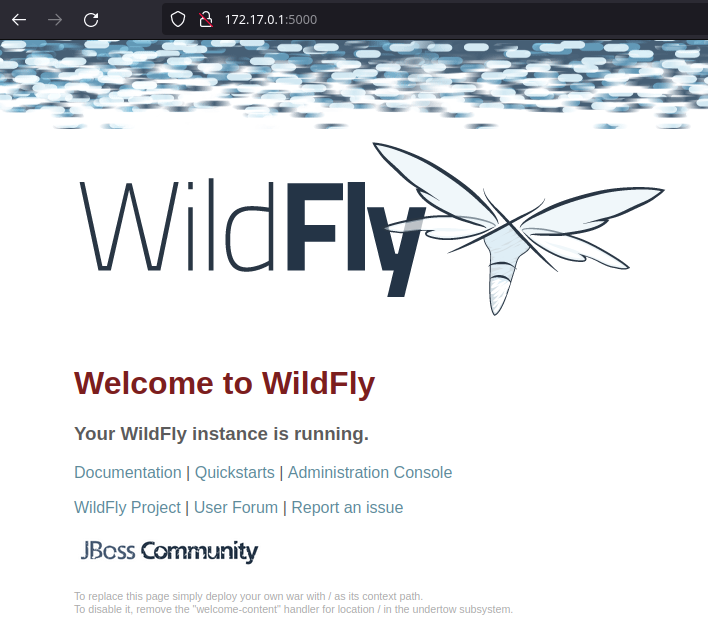 172.17.0.1:5000
WildFly
Welcome to WildFly
Your WildFly instance is running.
Documentation | Quickstarts | Administration Console
WildFly Project | User Forum | Report an issue
JBoss Community
To replace this page simply deploy your own war with / as its context path.
To disable it, remove the "welcome-content" handler for location / in the undertow subsystem.